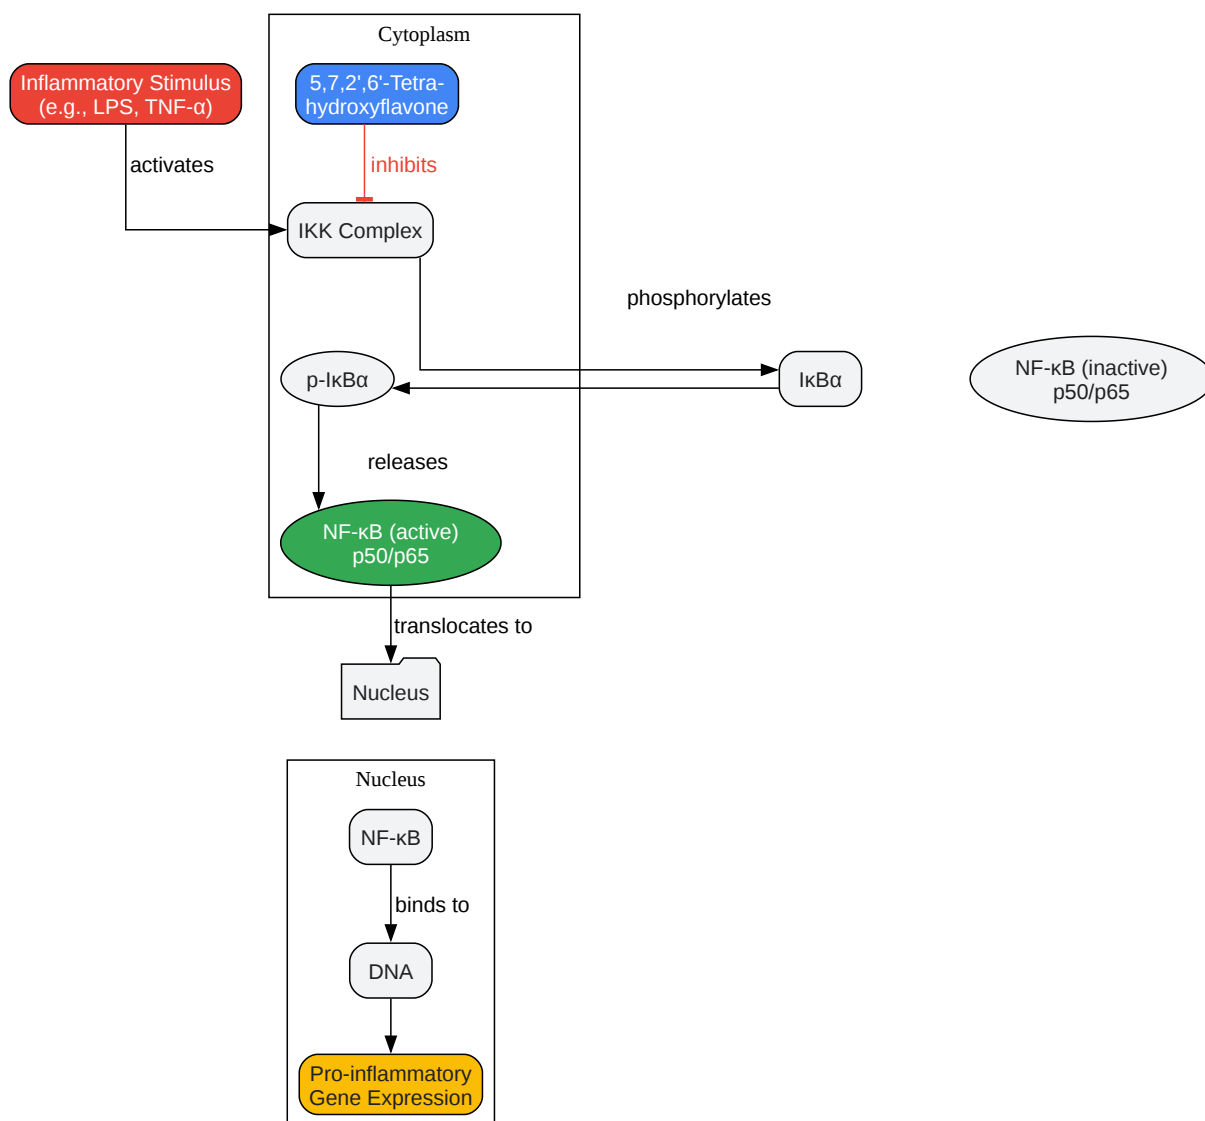 Cytoplasm
Inflammatory Stimulus
(e.g., LPS, TNF-α)
5,7,2',6'-Tetra-
hydroxyflavone
activates
inhibits
IKK Complex
phosphorylates
p-IκBα
IκBα
NF-κB (inactive)
p50/p65
releases
NF-κB (active)
p50/p65
translocates to
Nucleus
Nucleus
NF-κB
binds to
DNA
Pro-inflammatory
Gene Expression